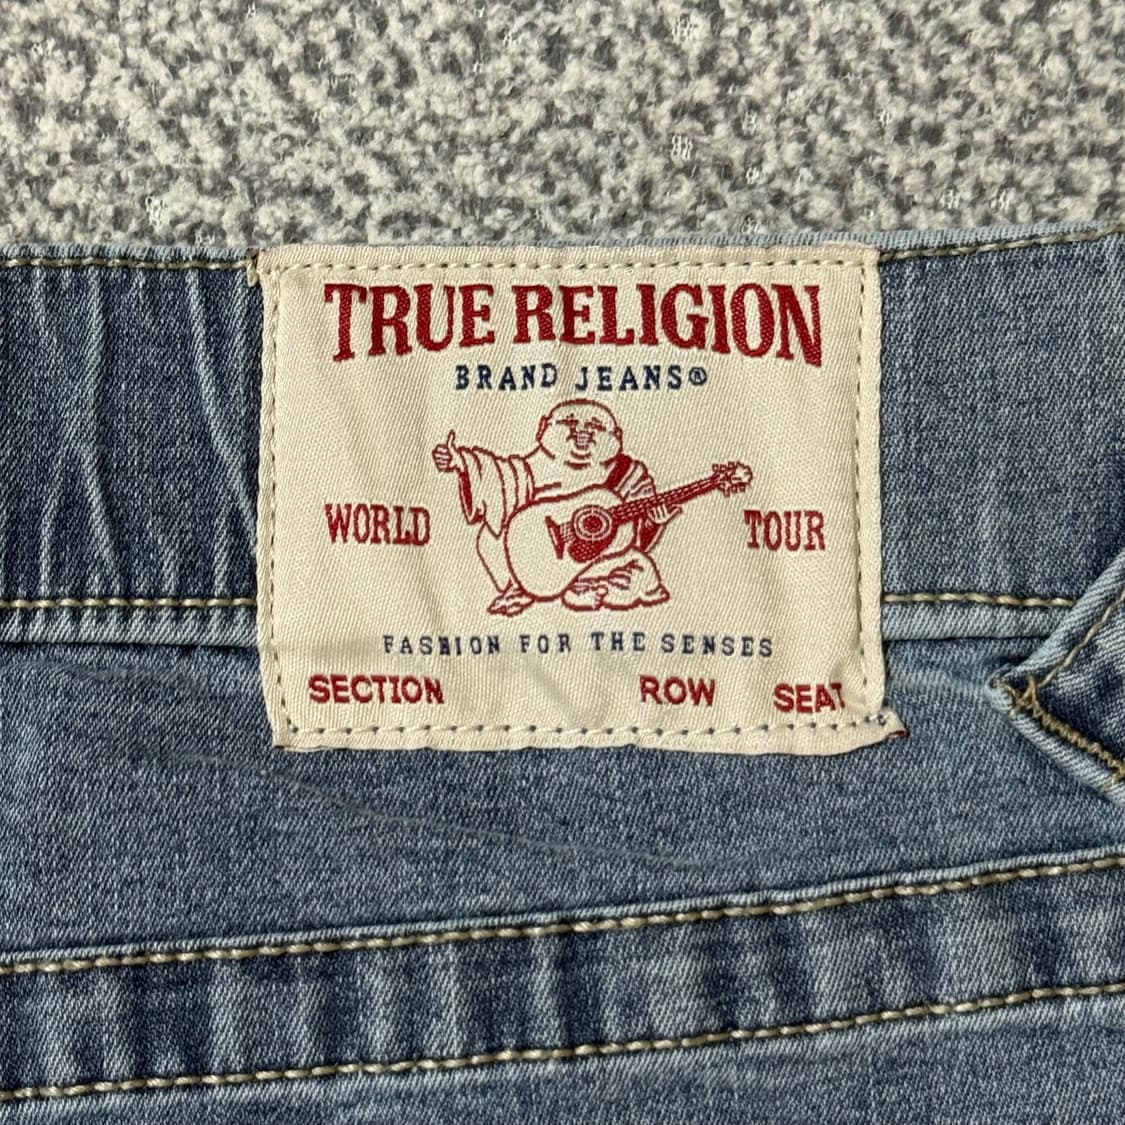 TRUE RELIGION
BRAND JEANS®
WORLD TOUR
FASHION FOR THE SENSES
SECTION ROW SEAT